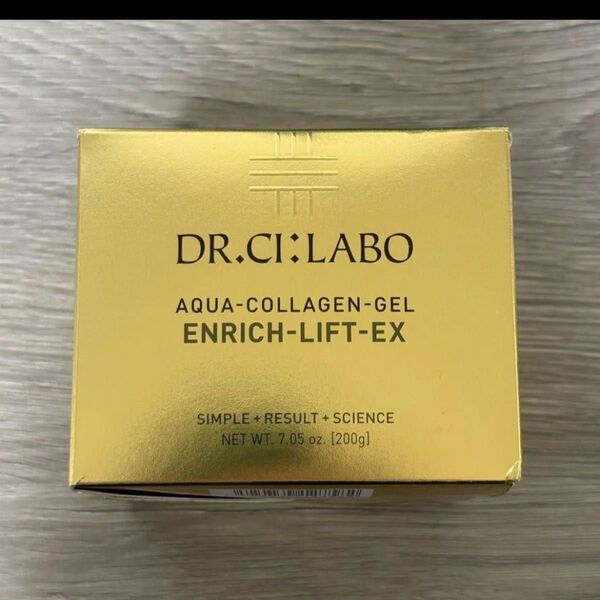 DR.CI:LABO
AQUA-COLLAGEN-GEL
ENRICH-LIFT-EX
SIMPLE + RESULT + SCIENCE
NET WT. 7.05 oz. [200g]